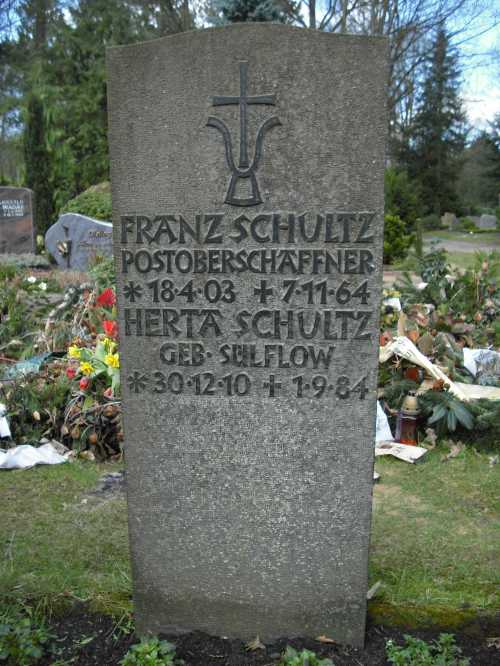 FRANZ SCHULTZ
POSTOBERSCHAFFNER
* 18·4·03 † 7·11·64
HERTA SCHULTZ
GEB· SÜLFLOW
* 30·12·10 † 1·9·84